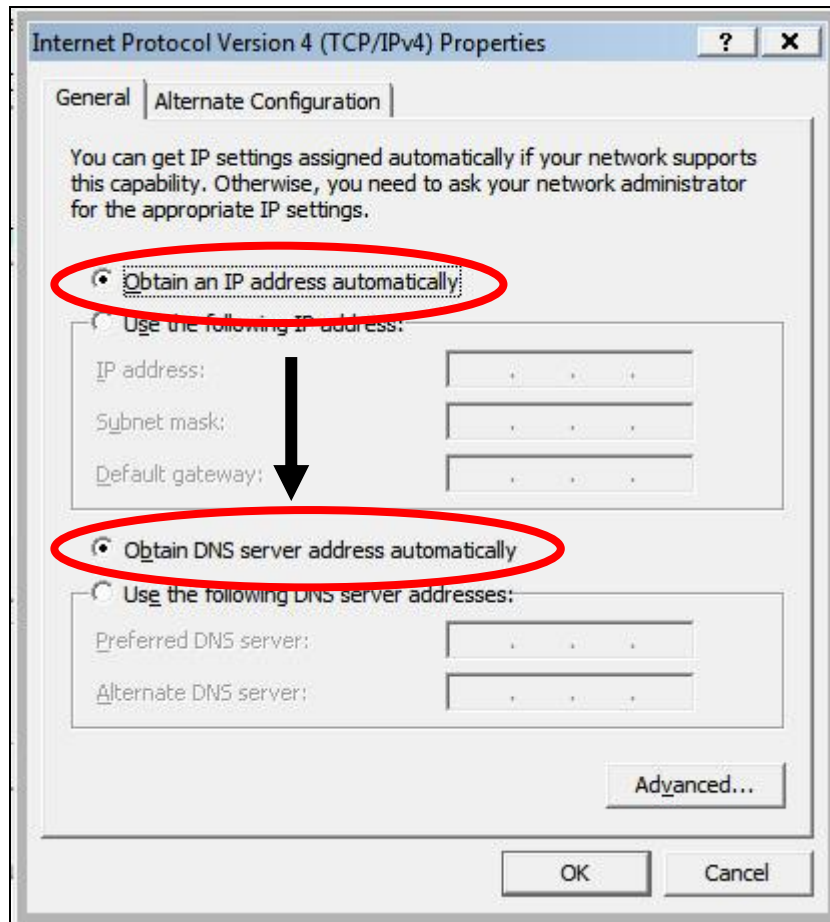 Internet Protocol Version 4 (TCP/IPv4) Properties
?
X
General
Alternate Configuration
You can get IP settings assigned automatically if your network supports
this capability. Otherwise, you need to ask your network administrator
for the appropriate IP settings.
Obtain an IP address automatically
Use the following IP address:
IP address:
Subnet mask:
Default gateway:
Obtain DNS server address automatically
Use the following DNS server addresses:
Preferred DNS server:
Alternate DNS server:
Advanced...
OK
Cancel